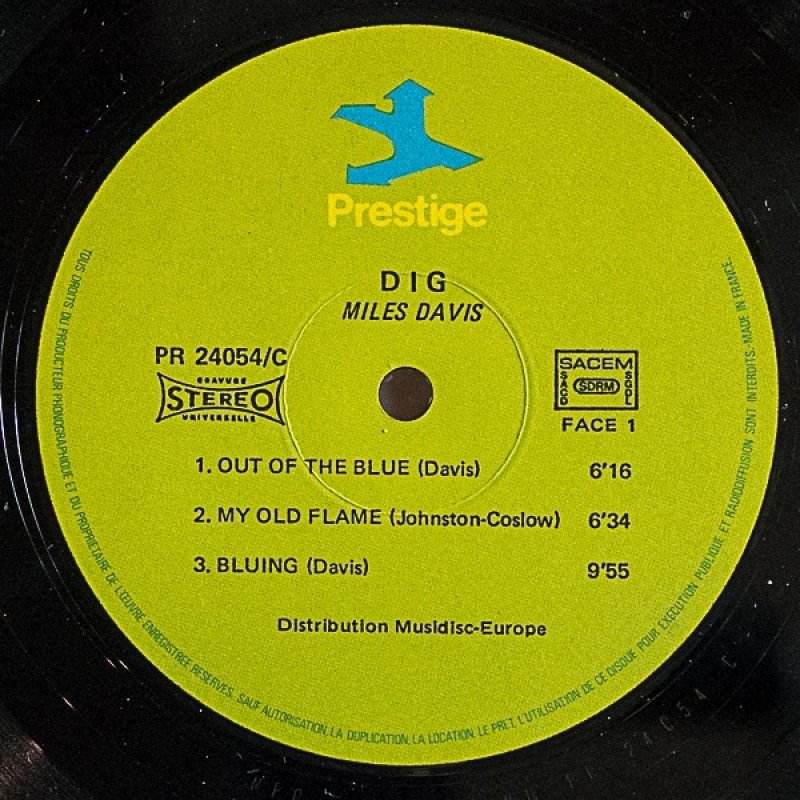 Prestige
DIG
MILES DAVIS
PR 24054/C
GRAVURE
STEREO
UNIVERSELLE
SACEM
SACD
SDRM
SGDL
FACE 1
1. OUT OF THE BLUE (Davis) 6'16
2. MY OLD FLAME (Johnston-Coslow) 6'34
3. BLUING (Davis) 9'55
Distribution Musidisc-Europe
TOUS DROITS DU PRODUCTEUR PHONOGRAPHIQUE ET DU PROPRIETAIRE DE L'ŒUVRE ENREGISTREE RESERVES. SAUF AUTORISATION, LA DUPLICATION, LA LOCATION, LE PRET, L'UTILISATION DE CE DISQUE POUR EXECUTION PUBLIQUE ET RADIODIFFUSION SONT INTERDITS.-MADE IN FRANCE.
24054 C